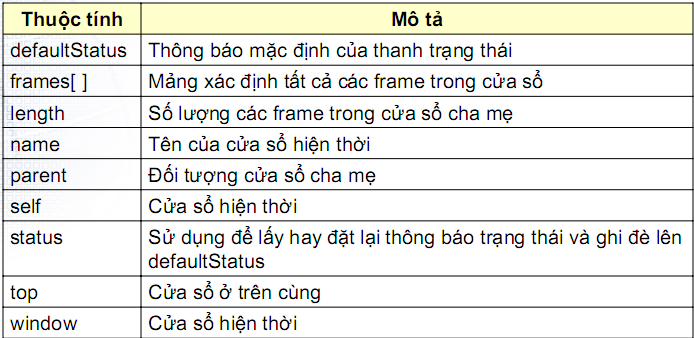 Thuộc tính Mô tả
defaultStatus Thông báo mặc định của thanh trạng thái
frames[ ] Mảng xác định tất cả các frame trong cửa sổ
length Số lượng các frame trong cửa sổ cha mẹ
name Tên của cửa sổ hiện thời
parent Đối tượng cửa sổ cha mẹ
self Cửa sổ hiện thời
status Sử dụng để lấy hay đặt lại thông báo trạng thái và ghi đè lên
defaultStatus
top Cửa sổ ở trên cùng
window Cửa sổ hiện thời